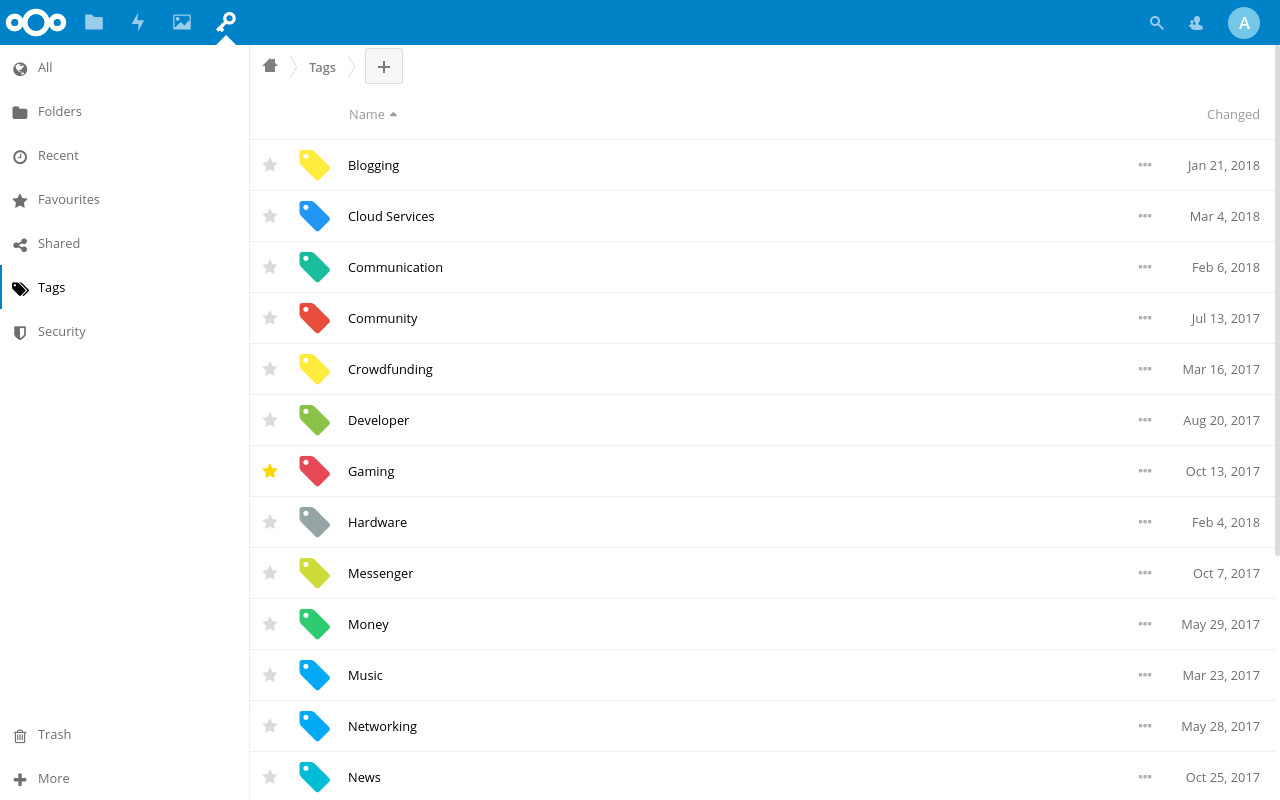 A
All
Folders
Recent
Favourites
Shared
Tags
Security
Trash
More
Tags
Name Changed
Blogging Jan 21, 2018
Cloud Services Mar 4, 2018
Communication Feb 6, 2018
Community Jul 13, 2017
Crowdfunding Mar 16, 2017
Developer Aug 20, 2017
Gaming Oct 13, 2017
Hardware Feb 4, 2018
Messenger Oct 7, 2017
Money May 29, 2017
Music Mar 23, 2017
Networking May 28, 2017
News Oct 25, 2017